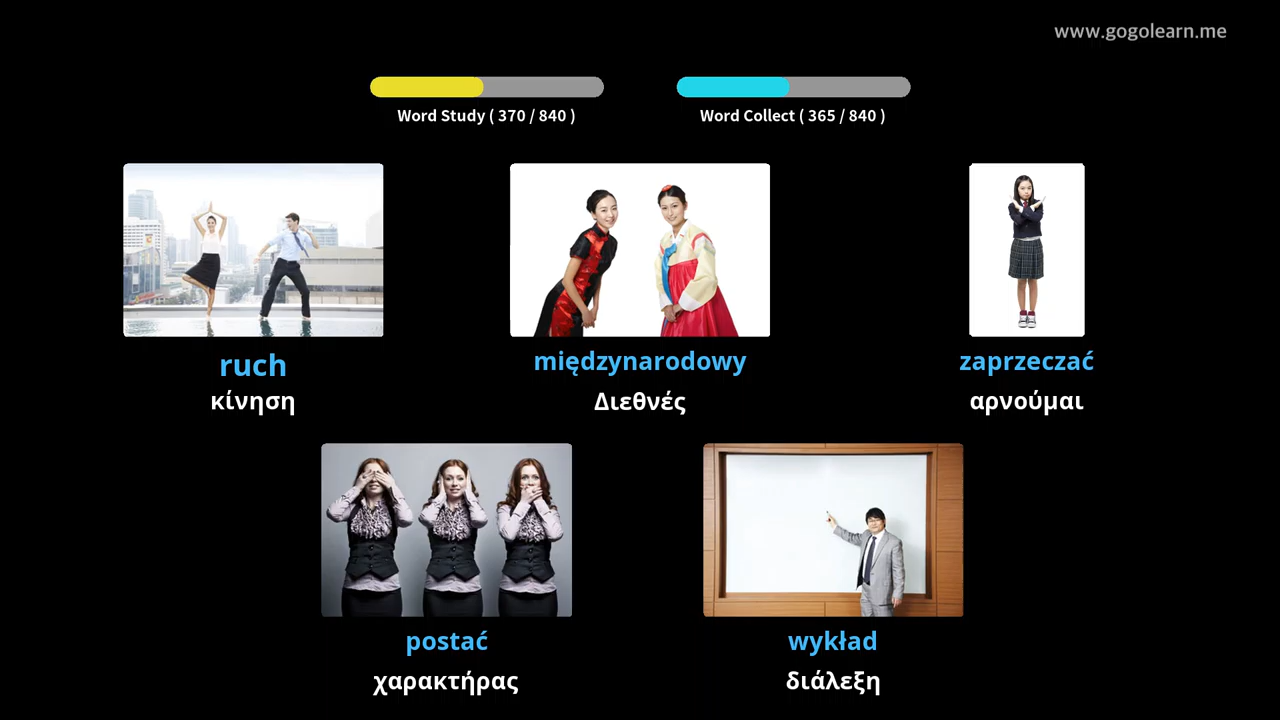 www.gogolearn.me
Word Study ( 370 / 840 )
Word Collect ( 365 / 840 )
ruch
κίνηση
międzynarodowy
Διεθνές
zaprzeczać
αρνούμαι
postać
χαρακτήρας
wykład
διάλεξη